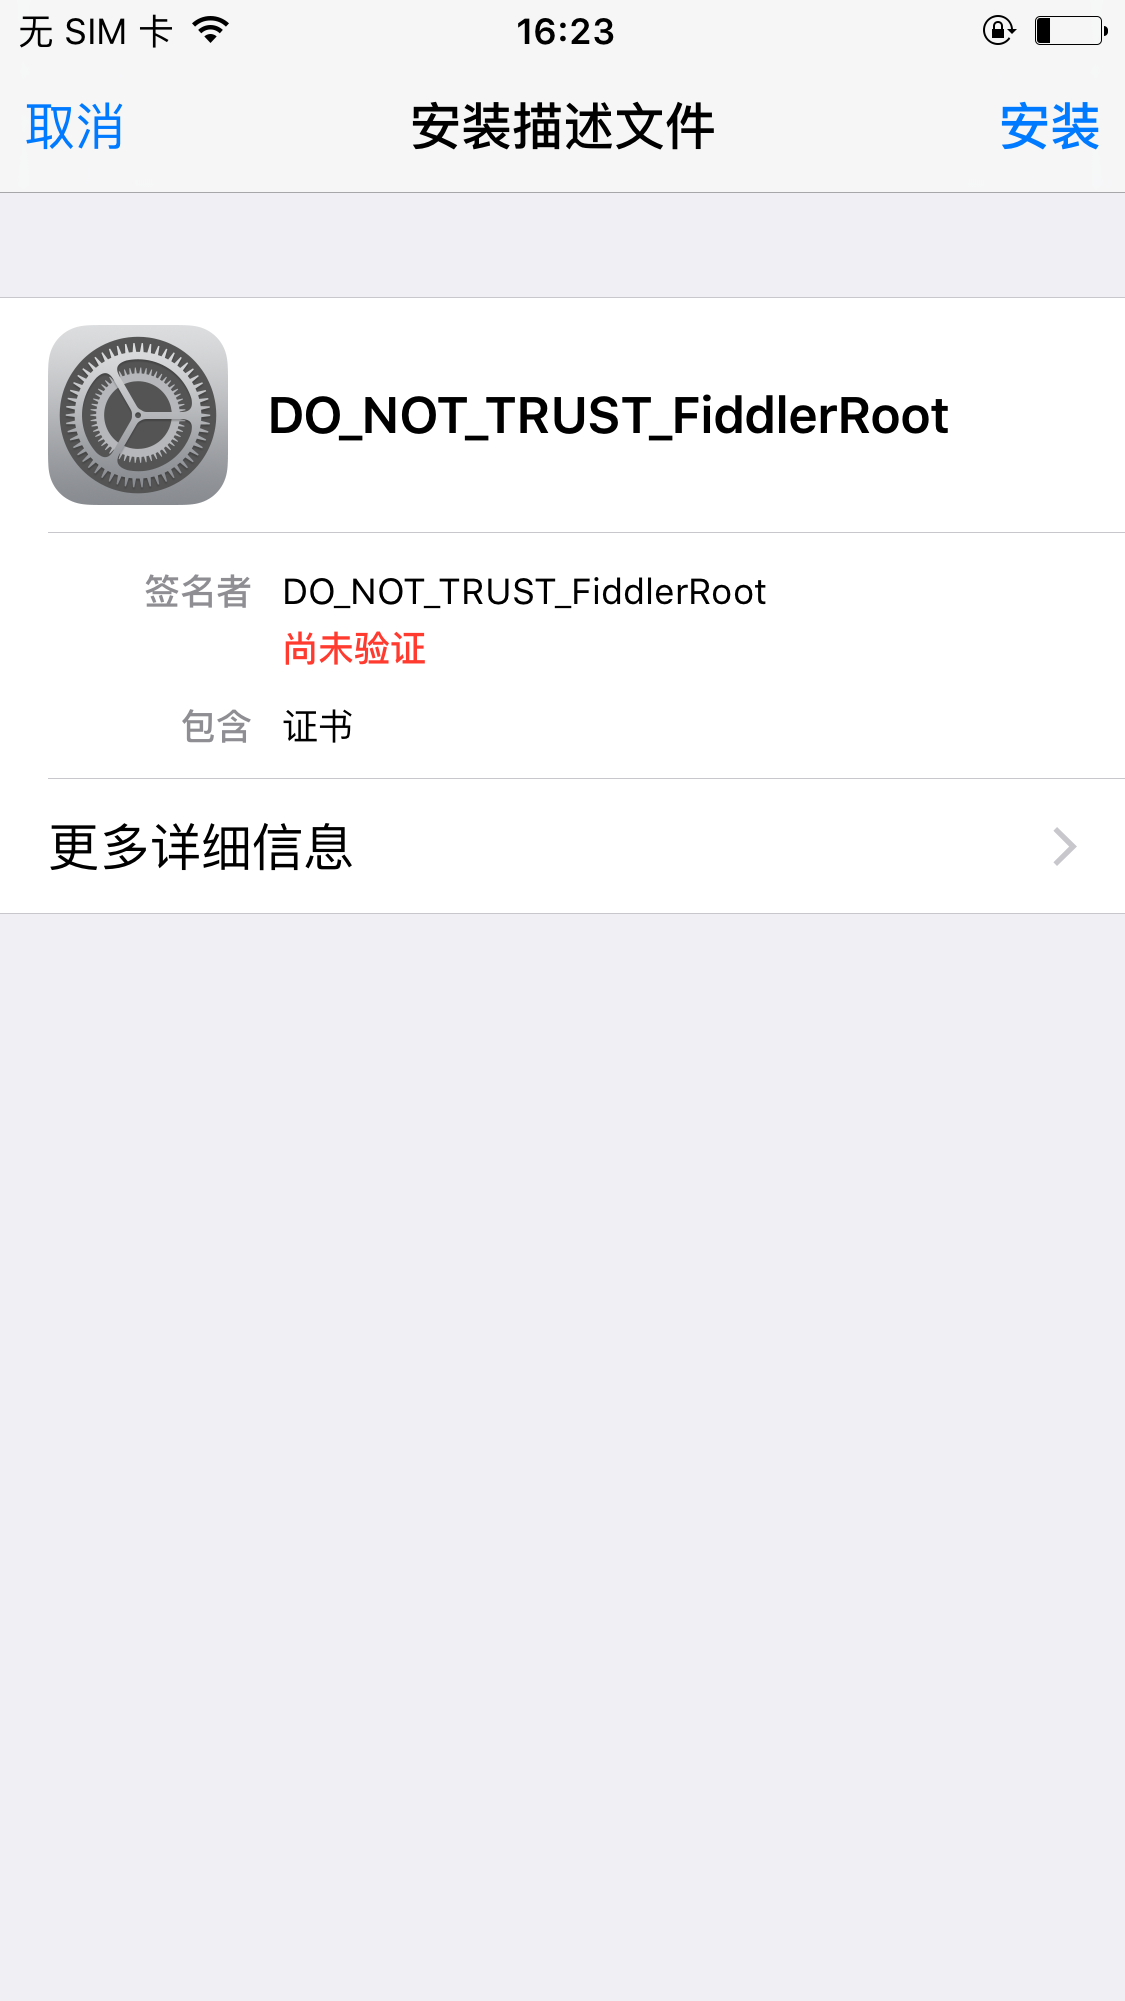 无 SIM 卡 16:23
取消 安装描述文件 安装
DO_NOT_TRUST_FiddlerRoot
签名者 DO_NOT_TRUST_FiddlerRoot
尚未验证
包含 证书
更多详细信息